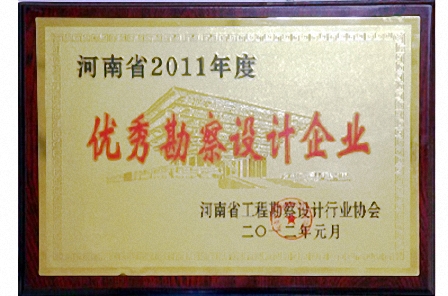 河南省2011年度
优秀勘察设计企业
河南省工程勘察设计行业协会
二〇一二年元月